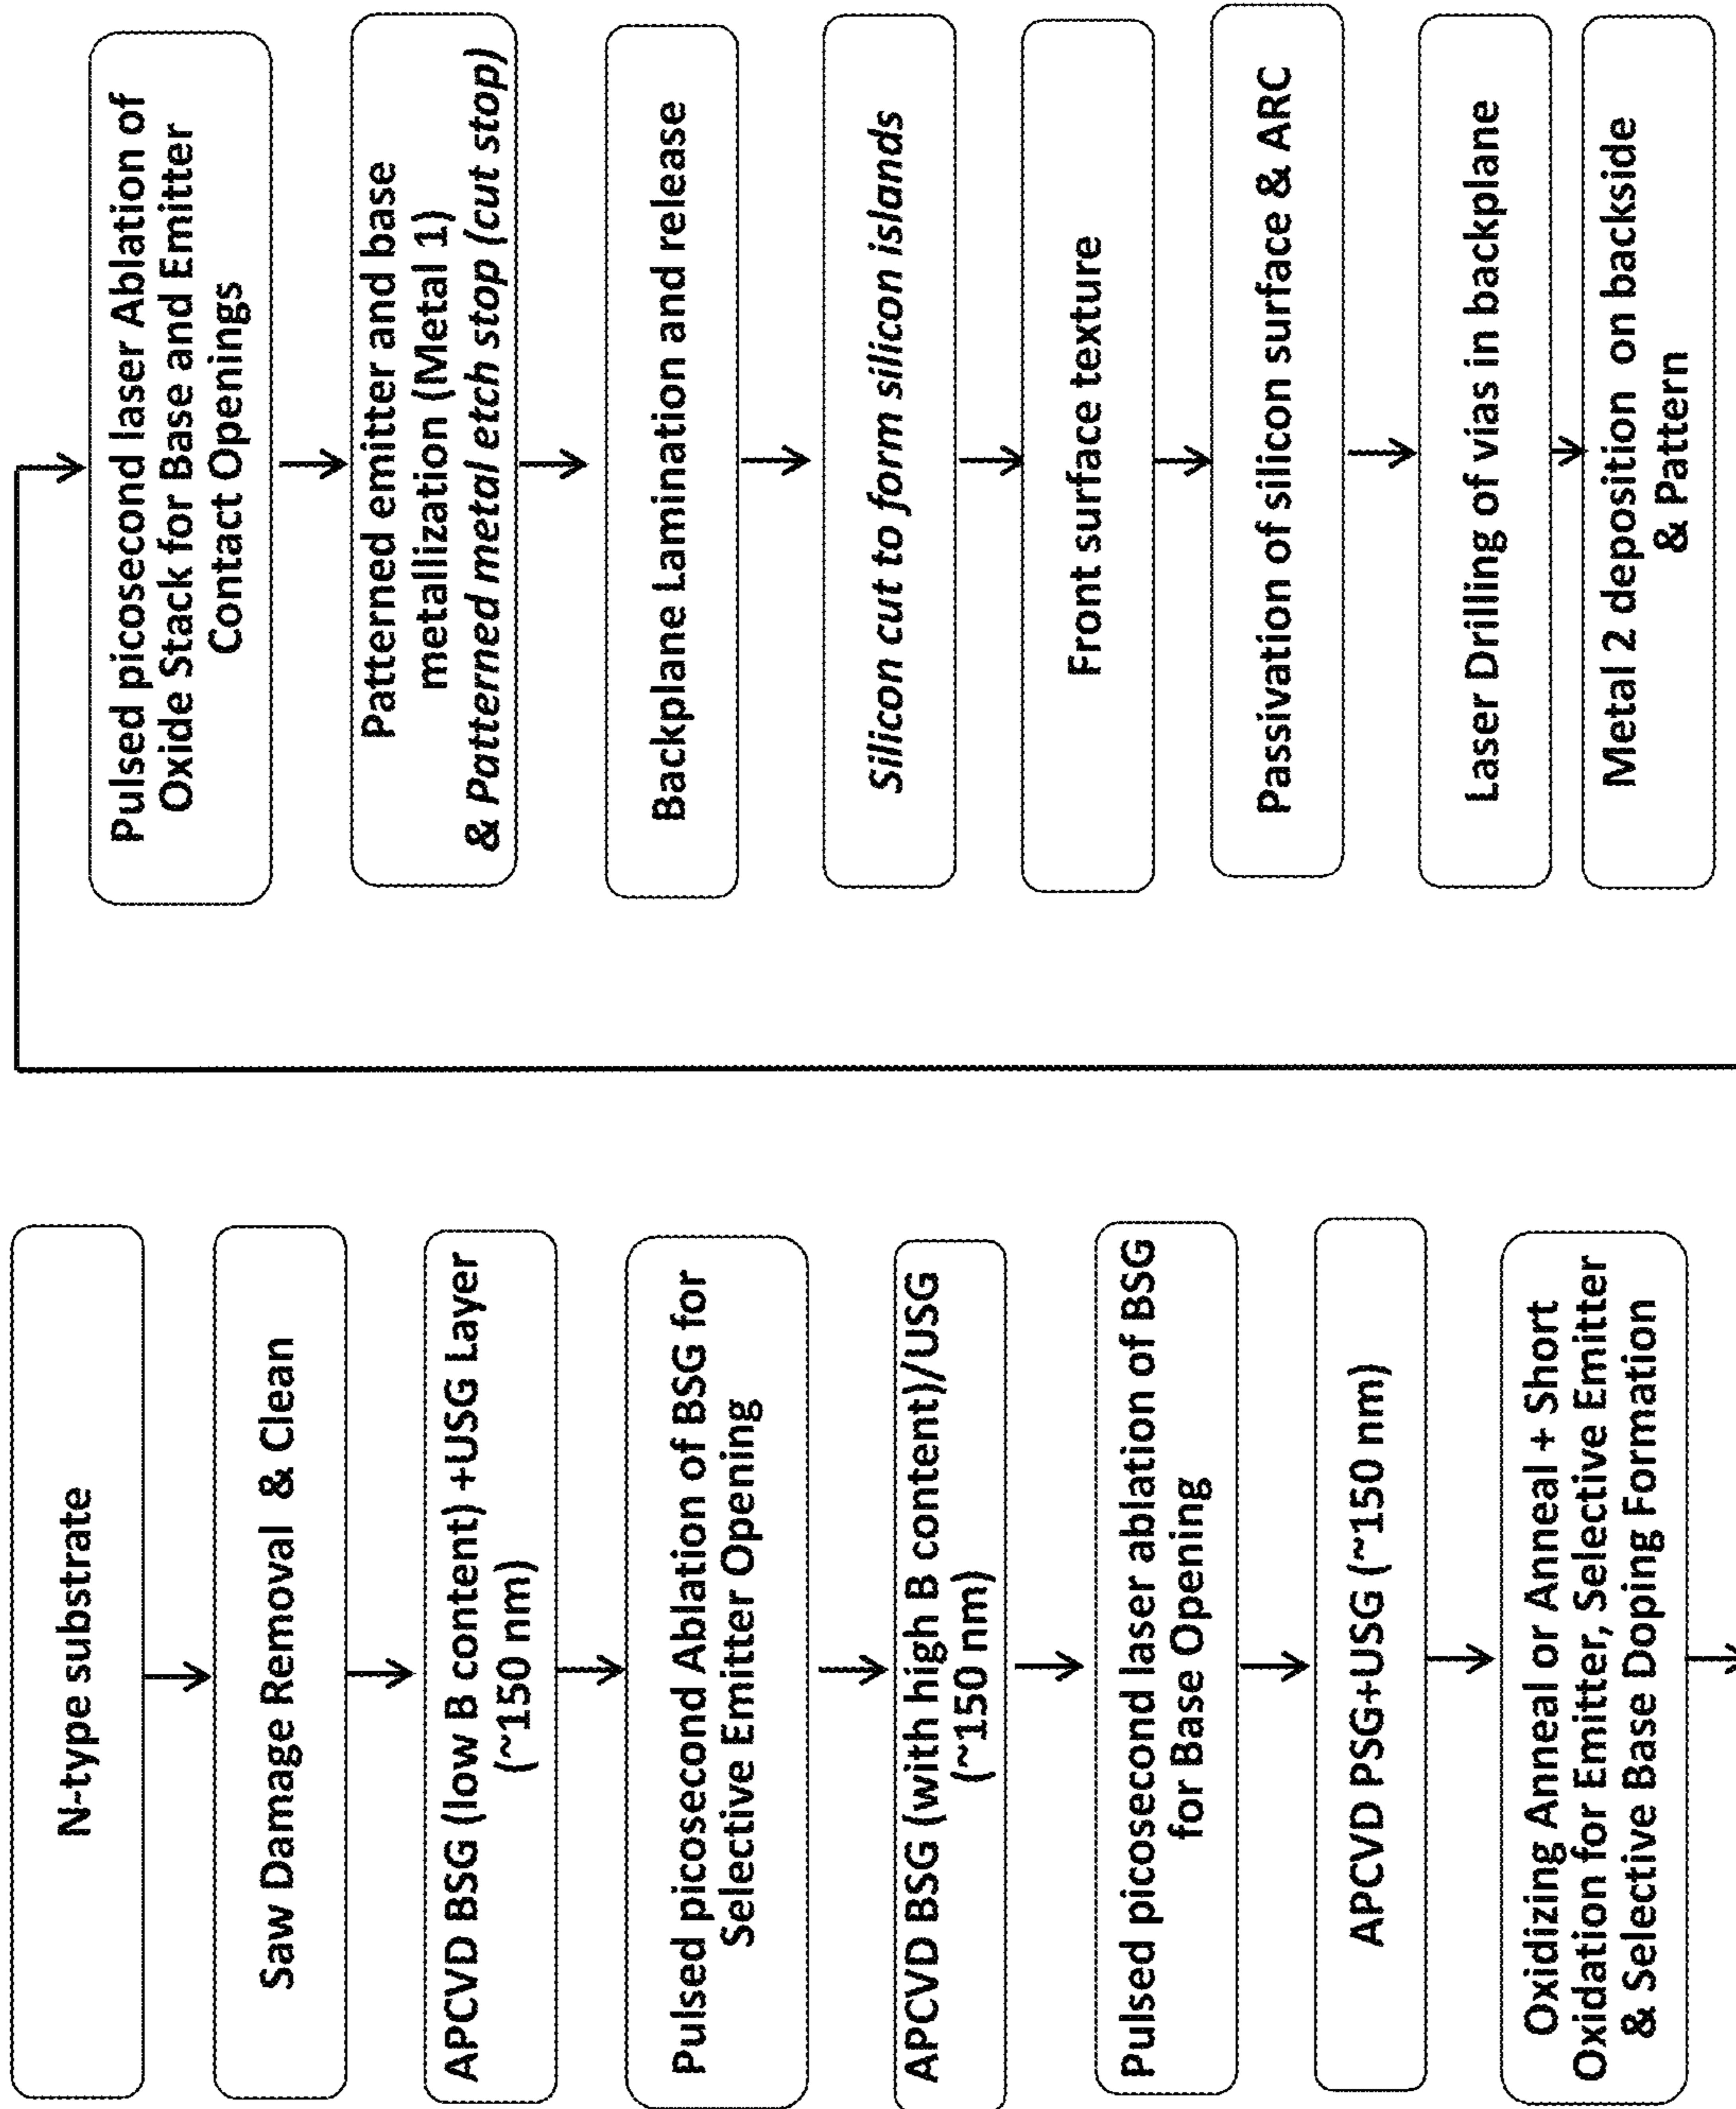 N-type substrate
Saw Damage Removal & Clean
APCVD BSG (low B content) +USG Layer
(~150 nm)
Pulsed picosecond Ablation of BSG for
Selective Emitter Opening
APCVD BSG (with high B content)/USG
(~150 nm)
Pulsed picosecond laser ablation of BSG
for Base Opening
APCVD PSG+USG (~150 nm)
Oxidizing Anneal or Anneal + Short
Oxidation for Emitter, Selective Emitter
& Selective Base Doping Formation
Pulsed picosecond laser Ablation of
Oxide Stack for Base and Emitter
Contact Openings
Patterned emitter and base
metallization (Metal 1)
& Patterned metal etch stop (cut stop)
Backplane Lamination and release
Silicon cut to form silicon islands
Front surface texture
Passivation of silicon surface & ARC
Laser Drilling of vias in backplane
Metal 2 deposition on backside
& Pattern